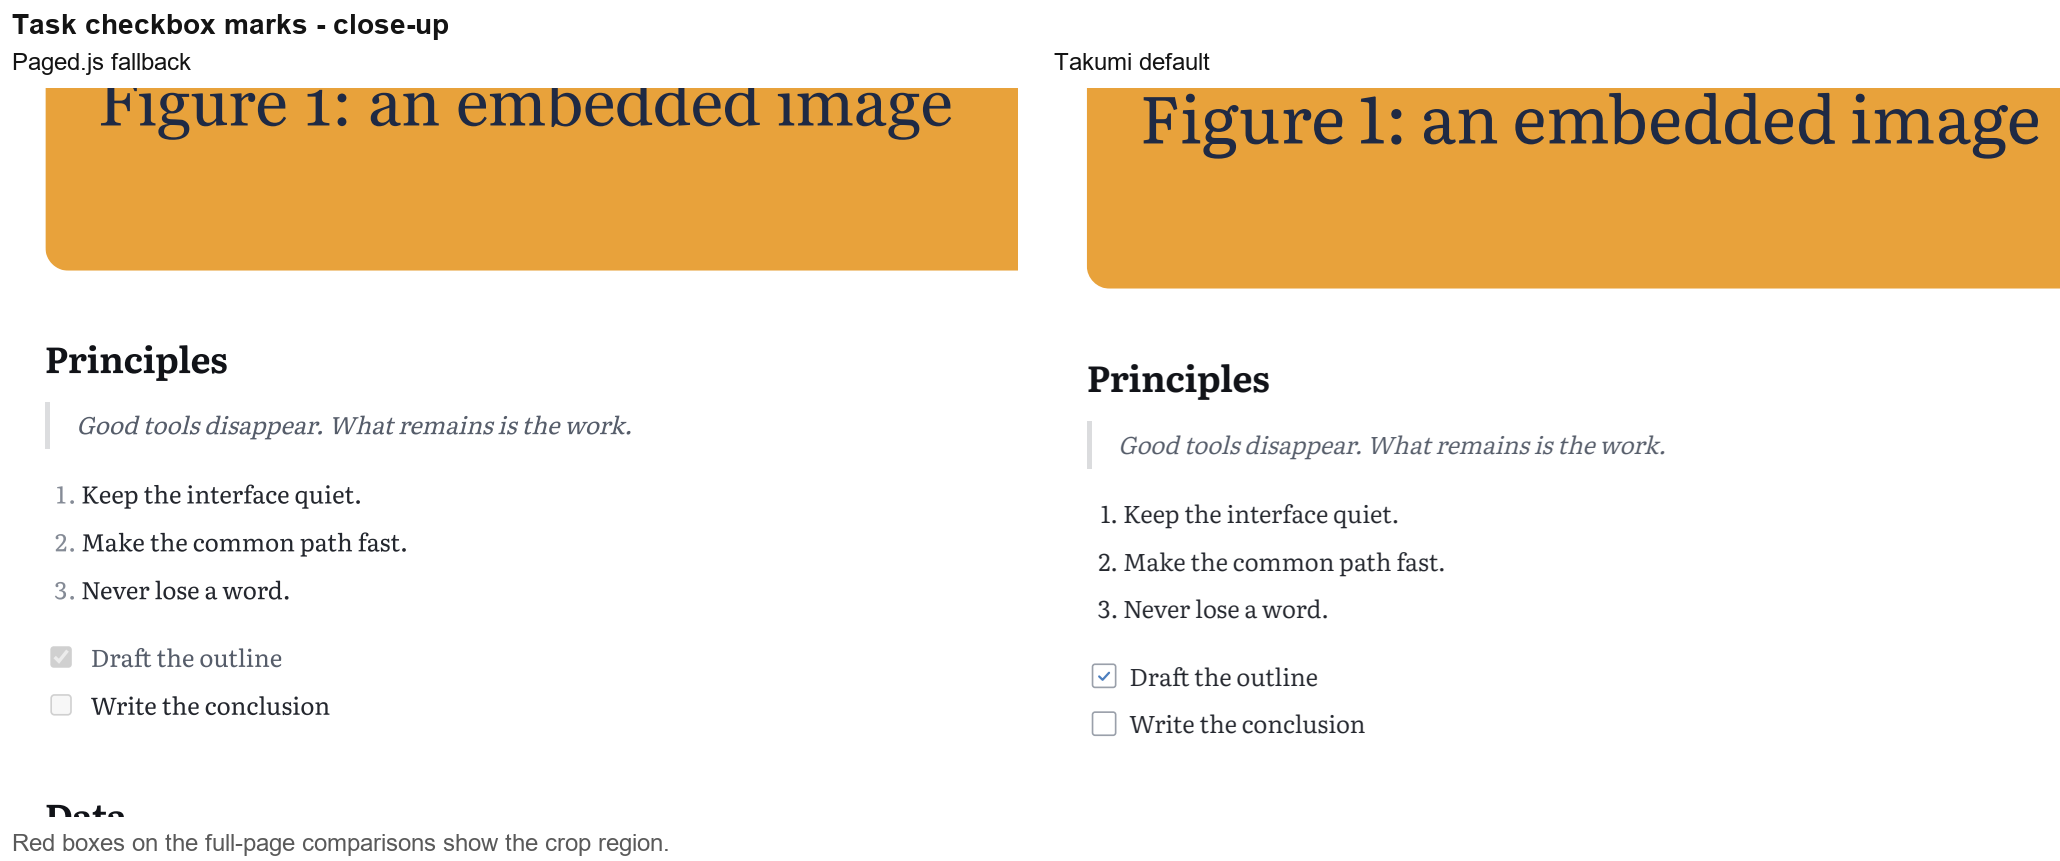 Task checkbox marks - close-up
Paged.js fallback
Figure 1: an embedded image
Principles
Good tools disappear. What remains is the work.
1. Keep the interface quiet.
2. Make the common path fast.
3. Never lose a word.
Draft the outline
Write the conclusion
Data
Takumi default
Figure 1: an embedded image
Principles
Good tools disappear. What remains is the work.
1. Keep the interface quiet.
2. Make the common path fast.
3. Never lose a word.
Draft the outline
Write the conclusion
Red boxes on the full-page comparisons show the crop region.